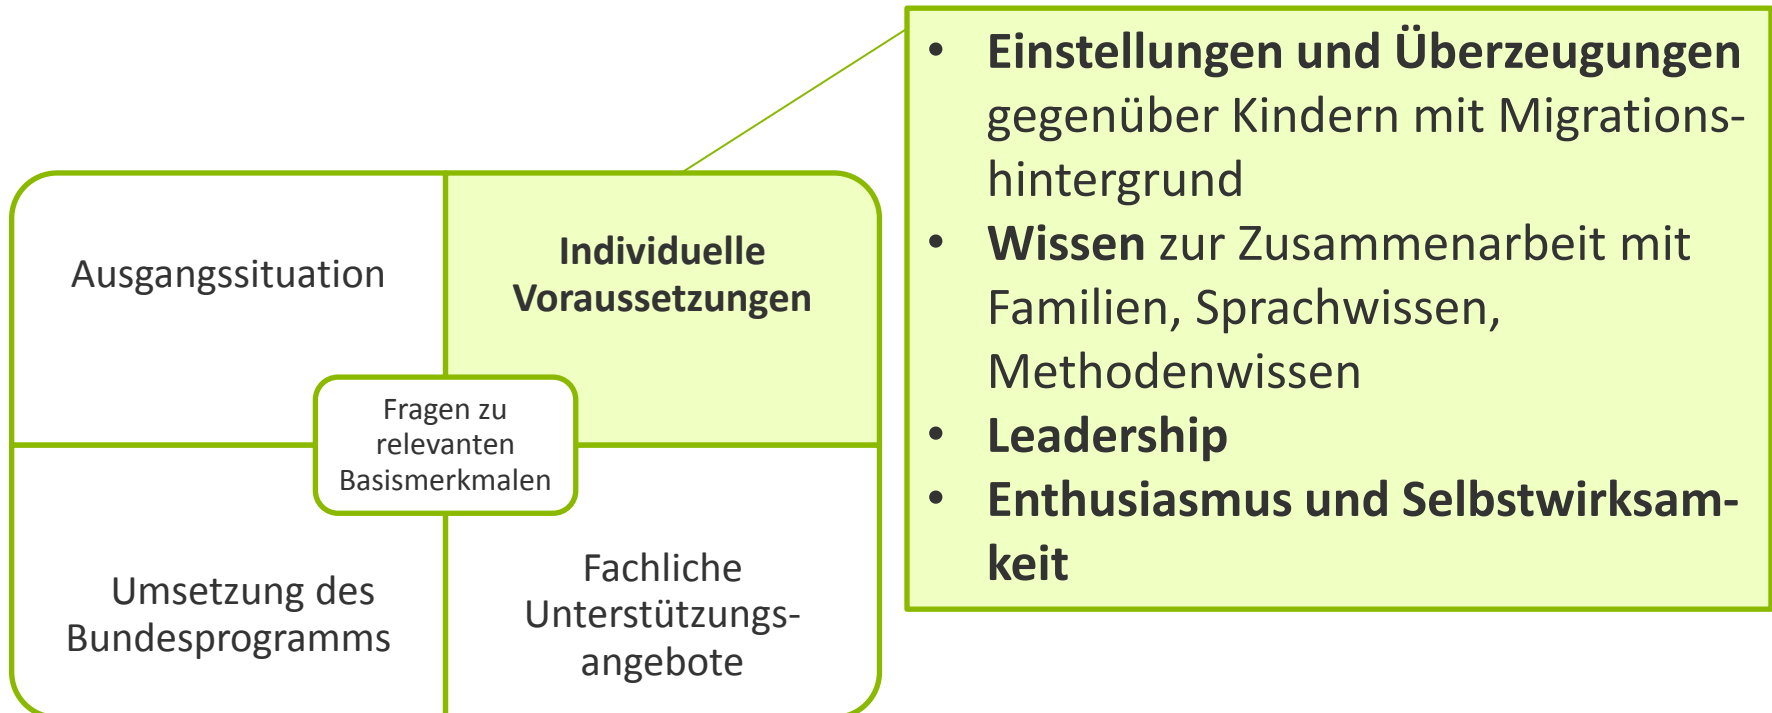 Ausgangssituation
Individuelle
Voraussetzungen
Fragen zu
relevanten
Basismerkmalen
Umsetzung des
Bundesprogramms
Fachliche
Unterstützungs-
angebote
• Einstellungen und Überzeugungen
gegenüber Kindern mit Migrations-
hintergrund
• Wissen zur Zusammenarbeit mit
Familien, Sprachwissen,
Methodenwissen
• Leadership
• Enthusiasmus und Selbstwirksam-
keit